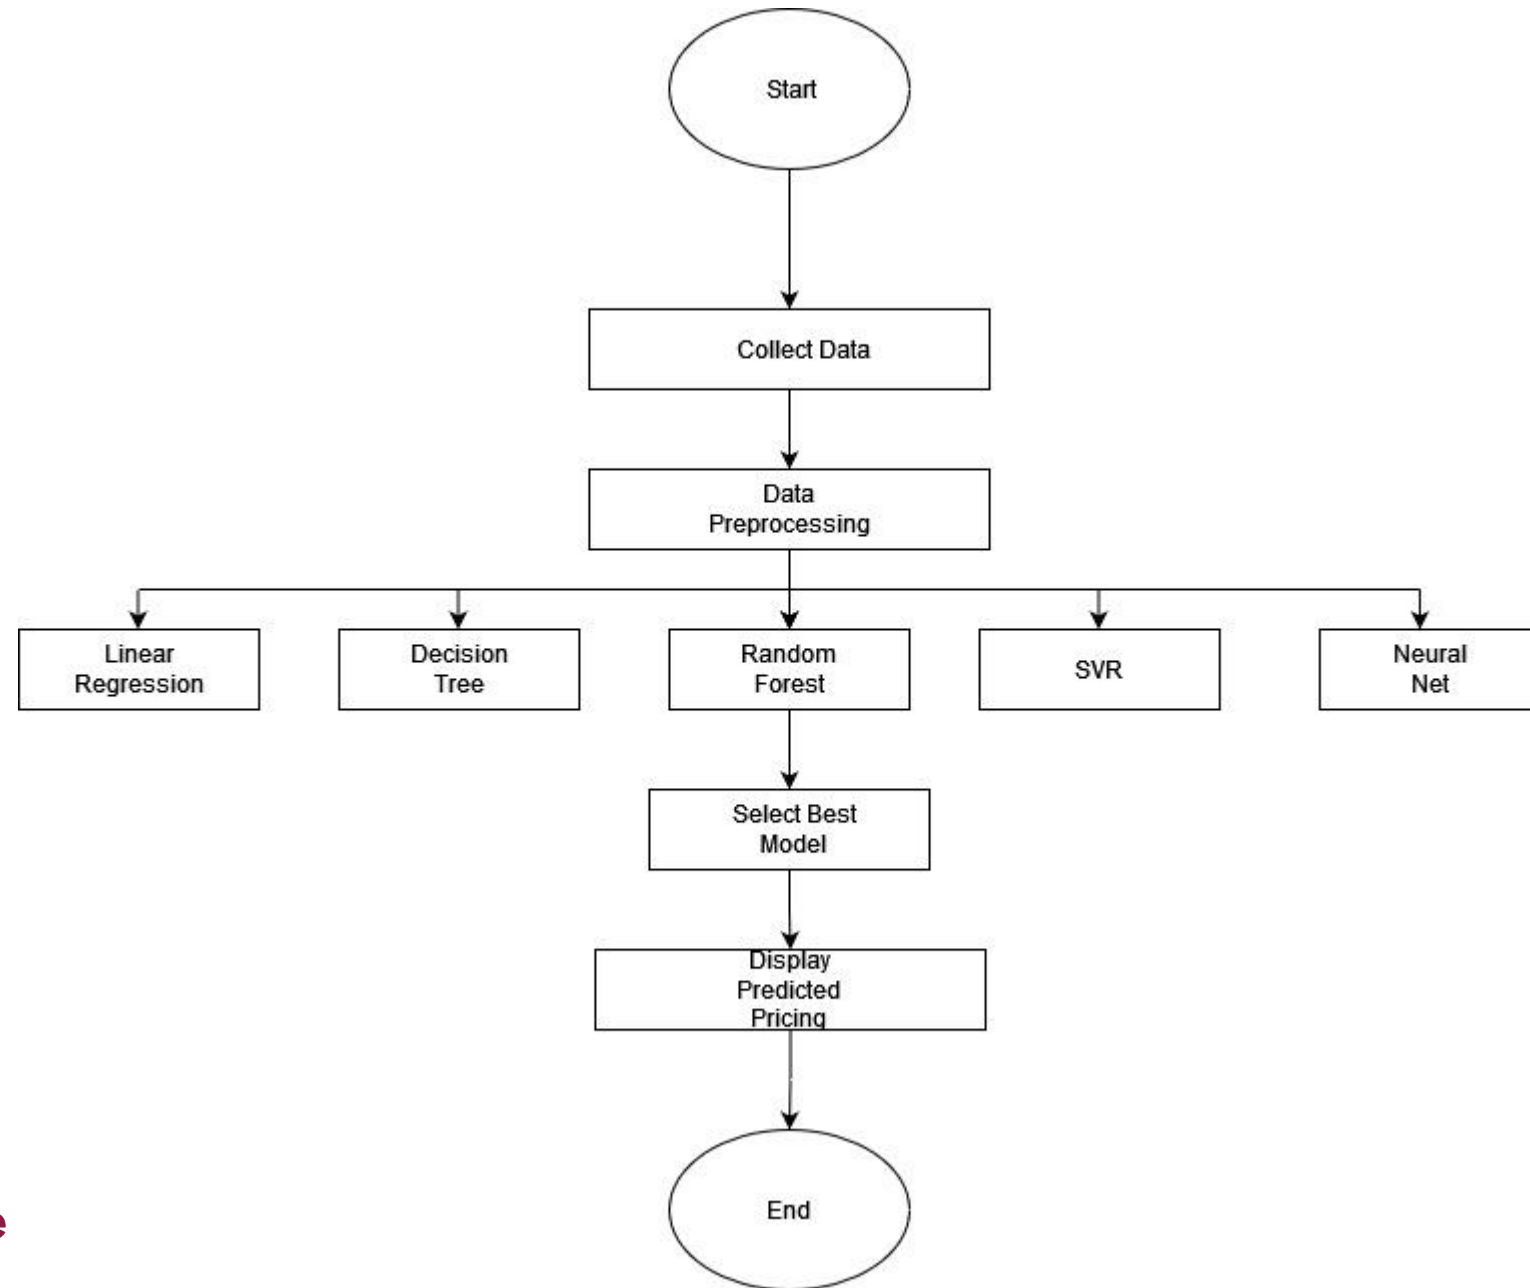 Start
Collect Data
Data
Preprocessing
Linear
Regression
Decision
Tree
Random
Forest
SVR
Neural
Net
Select Best
Model
Display
Predicted
Pricing
End
e